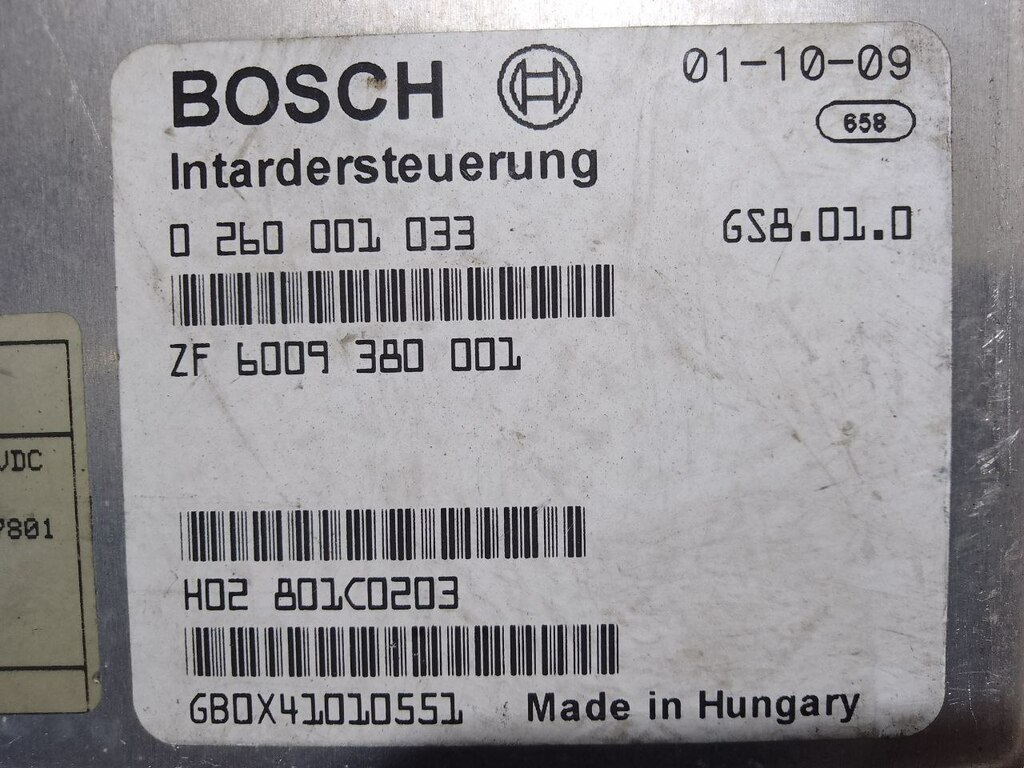 BOSCH
01-10-09
658
Intardersteuerung
0 260 001 033
GS8.01.0
ZF 6009 380 001
VDC
7801
H02 801C0203
GB0X41010551
Made in Hungary